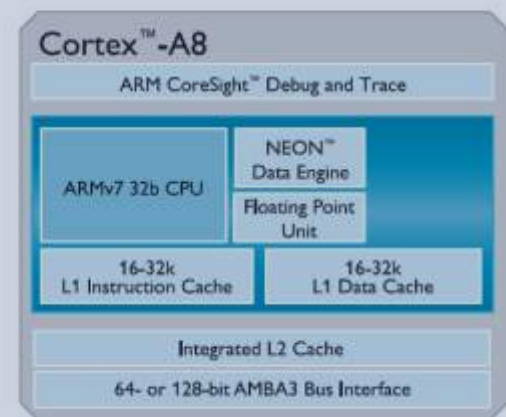 Cortex™-A8
ARM CoreSight™ Debug and Trace
ARMv7 32b CPU
NEON™
Data Engine
Floating Point
Unit
16-32k
L1 Instruction Cache
16-32k
L1 Data Cache
Integrated L2 Cache
64- or 128-bit AMBA3 Bus Interface